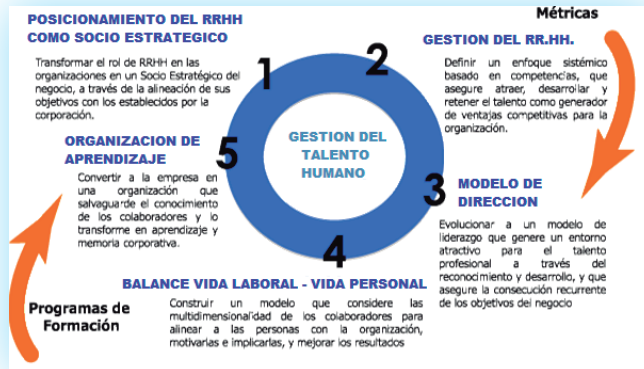 POSICIONAMIENTO DEL RRHH
COMO SOCIO ESTRATEGICO
Transformar el rol de RRHH en las
organizaciones en un Socio Estratégico del
negocio, a través de la alineación de sus
objetivos con los establecidos por la
corporación.
1
2
Métricas
GESTION DEL RR.HH.
Definir un enfoque sistémico
basado en competencias, que
asegure atraer, desarrollar y
retener el talento como generador
de ventajas competitivas para la
organización.
GESTION DEL
TALENTO
HUMANO
ORGANIZACION DE
APRENDIZAJE
5
Convertir a la empresa en
una organización que
salvaguarde el conocimiento
de los colaboradores y lo
transforme en aprendizaje y
memoria corporativa.
3
MODELO DE
DIRECCION
Evolucionar a un modelo de
liderazgo que genere un entorno
atractivo para el talento
profesional a través del
reconocimiento y desarrollo, y que
asegure la consecución recurrente
de los objetivos del negocio
4
BALANCE VIDA LABORAL - VIDA PERSONAL
Construir un modelo que considere las
multidimensionalidad de los colaboradores para
alinear a las personas con la organización,
motivarlas e implicarlas, y mejorar los resultados
Programas de
Formación